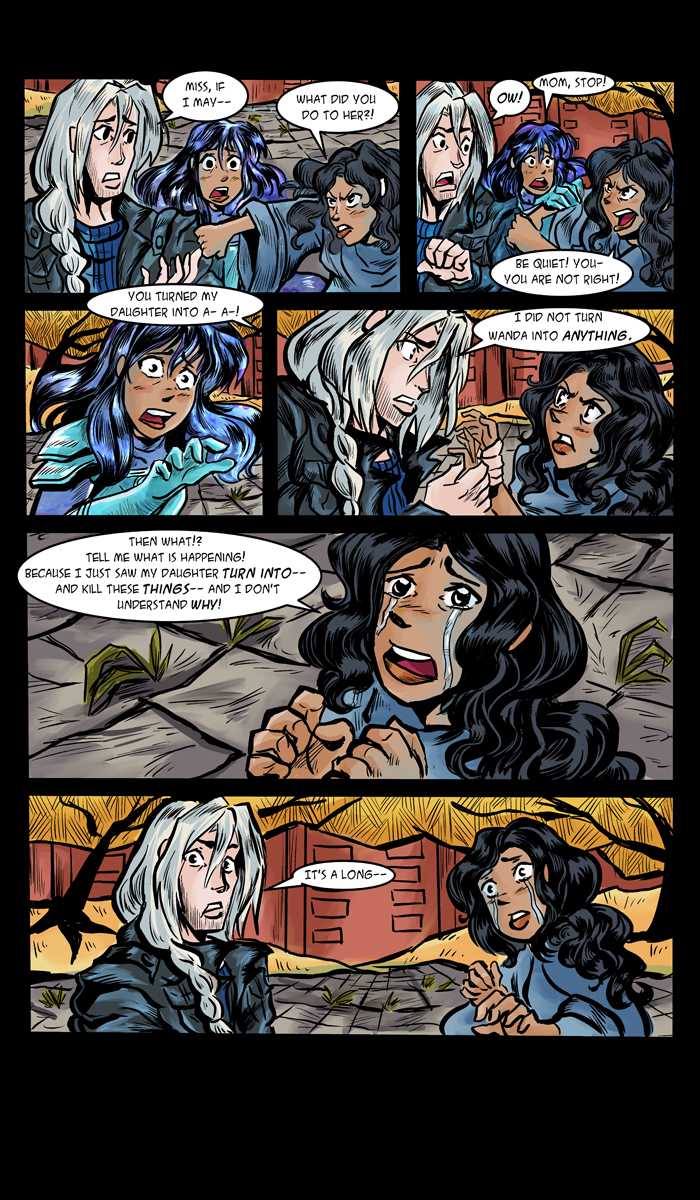 MISS, IF
I MAY--
WHAT DID YOU
DO TO HER?!
OW!
MOM, STOP!
BE QUIET! YOU-
YOU ARE NOT RIGHT!
YOU TURNED MY
DAUGHTER INTO A- A-!
I DID NOT TURN
WANDA INTO ANYTHING.
THEN WHAT!?
TELL ME WHAT IS HAPPENING!
BECAUSE I JUST SAW MY DAUGHTER TURN INTO--
AND KILL THESE THINGS-- AND I DON'T
UNDERSTAND WHY!
IT'S A LONG--